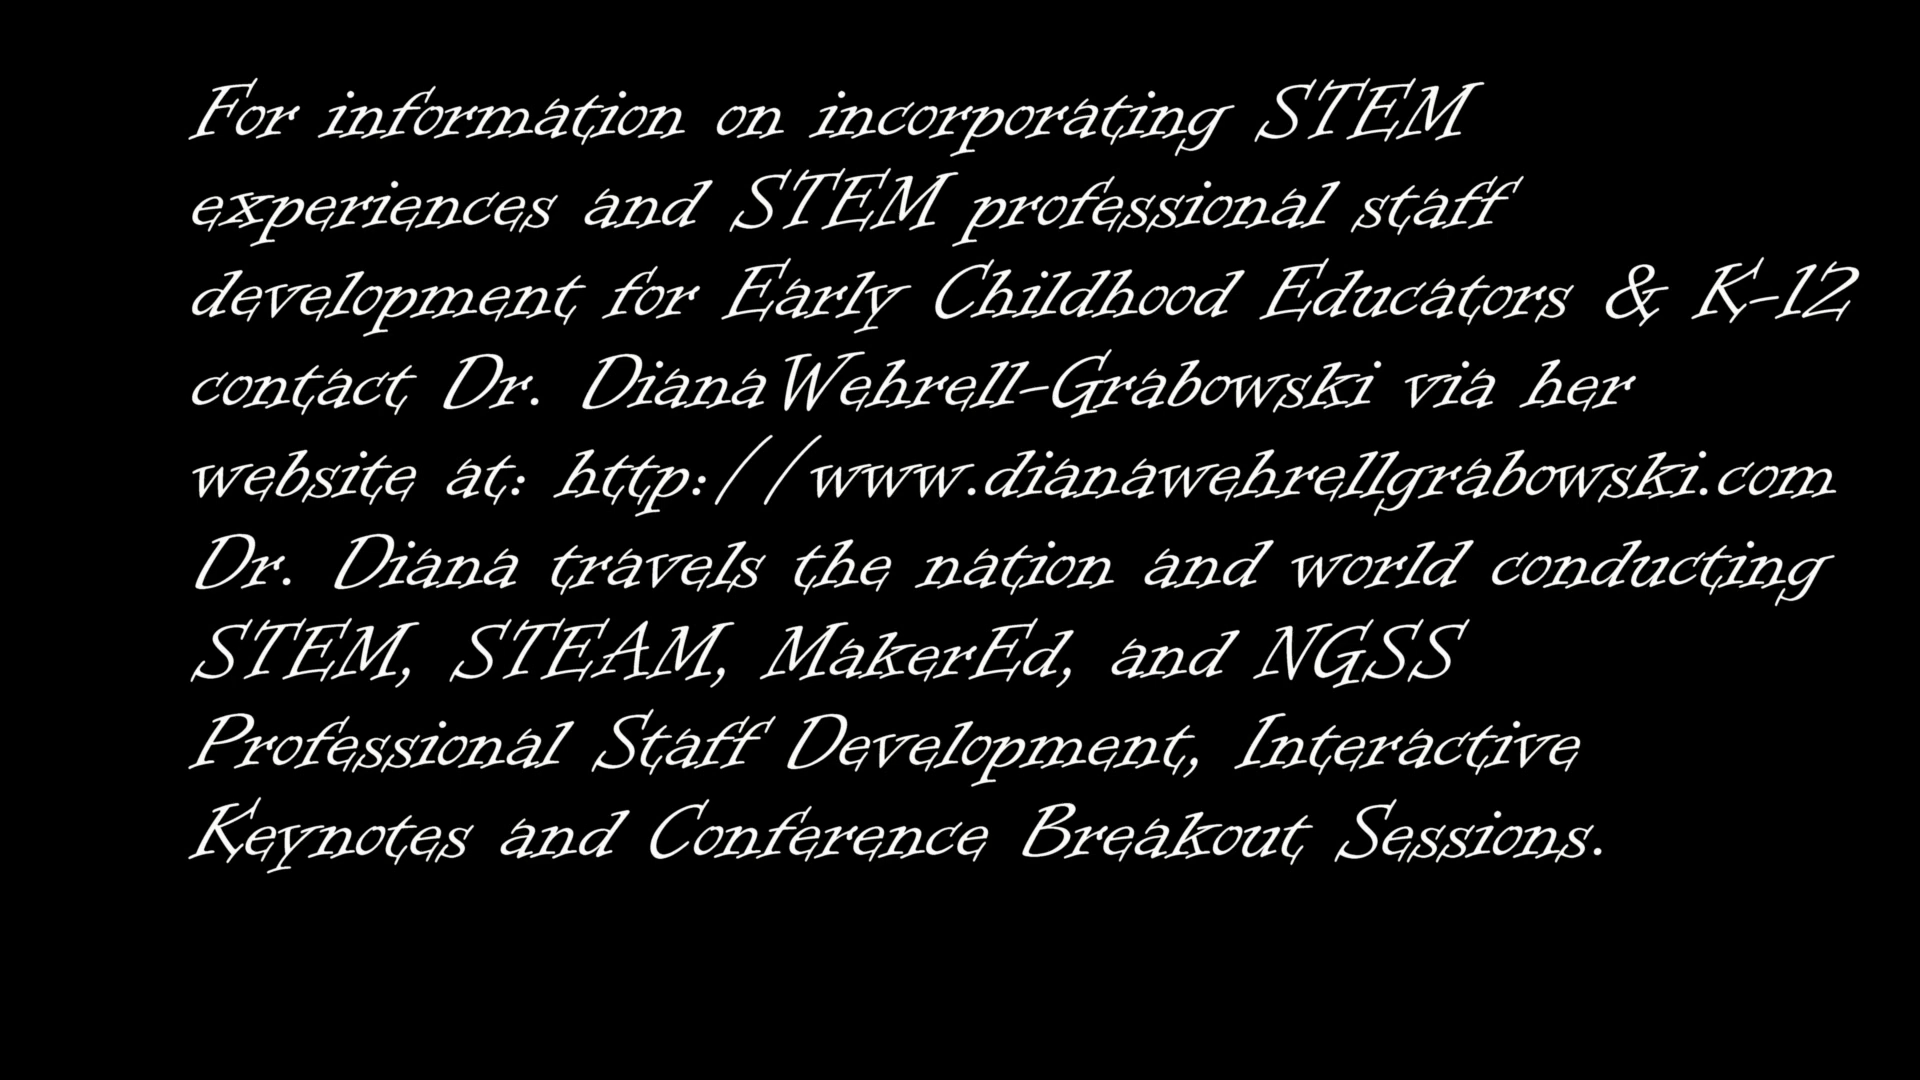 For information on incorporating STEM
experiences and STEM professional staff
development for Early Childhood Educators & K-12
contact Dr. Diana Wehrell-Grabowski via her
website at: http://www.dianawehrellgrabowski.com
Dr. Diana travels the nation and world conducting
STEM, STEAM, MakerEd, and NGSS
Professional Staff Development, Interactive
Keynotes and Conference Breakout Sessions.